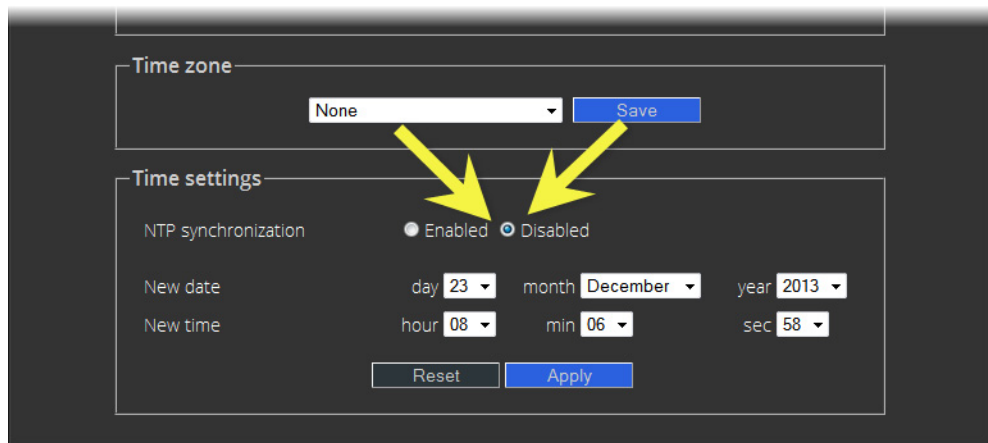 Time zone
None Save
Time settings
NTP synchronization Enabled Disabled
New date day 23 month December year 2013
New time hour 08 min 06 sec 58
Reset Apply